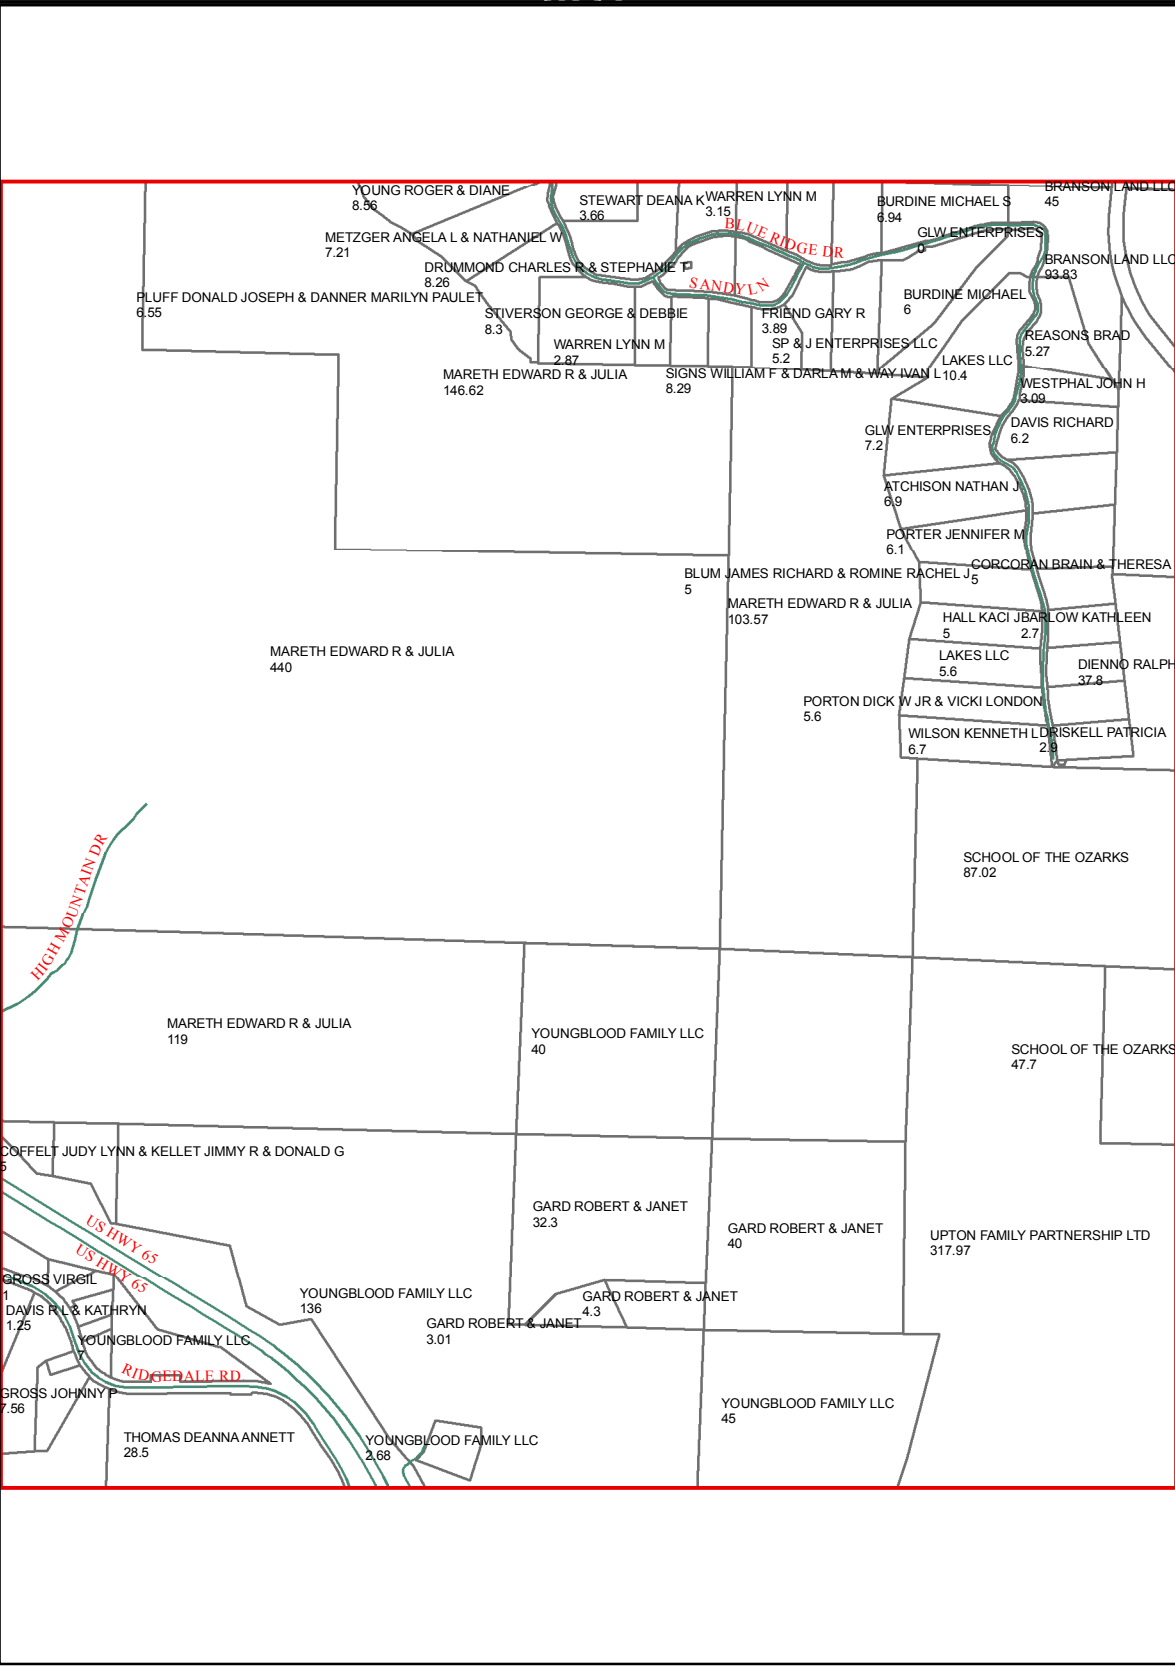 YOUNG ROGER & DIANE
8.56
STEWART DEANA K
3.66
WARREN LYNN M
3.15
BURDINE MICHAEL S
6.94
BRANSON LAND LLC
45
METZGER ANGELA L & NATHANIEL W
7.21
BLUE RIDGE DR
GLW ENTERPRISES
0
DRUMMOND CHARLES R & STEPHANIE T
8.26
SANDY LN
BRANSON LAND LLC
93.83
PLUFF DONALD JOSEPH & DANNER MARILYN PAULET
6.55
BURDINE MICHAEL
6
STIVERSON GEORGE & DEBBIE
8.3
FRIEND GARY R
3.89
WARREN LYNN M
2.87
SP & J ENTERPRISES LLC
5.2
REASONS BRAD
5.27
LAKES LLC
10.4
MARETH EDWARD R & JULIA
146.62
SIGNS WILLIAM F & DARLA M & WAY IVAN L
8.29
WESTPHAL JOHN H
3.09
GLW ENTERPRISES
7.2
DAVIS RICHARD
6.2
ATCHISON NATHAN J
6.9
PORTER JENNIFER M
6.1
CORCORAN BRAIN & THERESA
5
BLUM JAMES RICHARD & ROMINE RACHEL J
5
MARETH EDWARD R & JULIA
103.57
HALL KACI J
5
BARLOW KATHLEEN
2.7
MARETH EDWARD R & JULIA
440
LAKES LLC
5.6
DIENNO RALPH
37.8
PORTON DICK W JR & VICKI LONDON
5.6
WILSON KENNETH L
6.7
DRISKELL PATRICIA
2.9
HIGH MOUNTAIN DR
SCHOOL OF THE OZARKS
87.02
MARETH EDWARD R & JULIA
119
YOUNGBLOOD FAMILY LLC
40
SCHOOL OF THE OZARKS
47.7
COFFELT JUDY LYNN & KELLET JIMMY R & DONALD G
5
GARD ROBERT & JANET
32.3
GARD ROBERT & JANET
40
UPTON FAMILY PARTNERSHIP LTD
317.97
US HWY 65
US HWY 65
GROSS VIRGIL
1
YOUNGBLOOD FAMILY LLC
136
GARD ROBERT & JANET
4.3
DAVIS R L & KATHRYN
1.25
GARD ROBERT & JANET
3.01
YOUNGBLOOD FAMILY LLC
7
RIDGEDALE RD
GROSS JOHNNY P
7.56
YOUNGBLOOD FAMILY LLC
45
THOMAS DEANNA ANNETT
28.5
YOUNGBLOOD FAMILY LLC
2.68